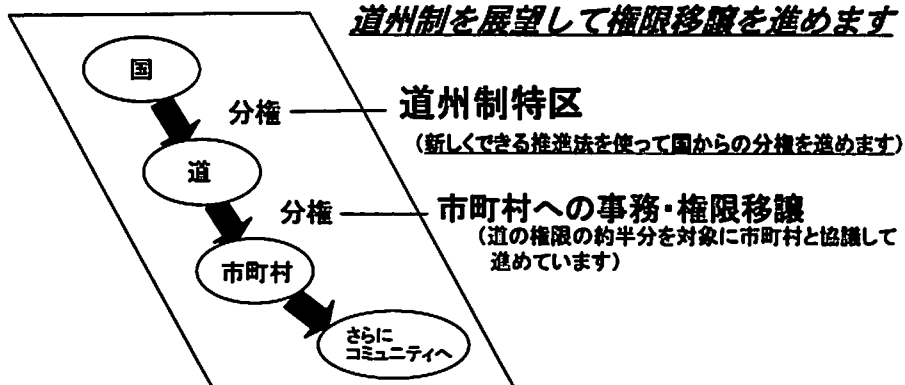 道州制を展望して権限移譲を進めます
国
分権
道州制特区
(新しくできる推進法を使って国からの分権を進めます)
道
分権
市町村への事務・権限移譲
(道の権限の約半分を対象に市町村と協議して
進めています)
市町村
さらに
コミュニティへ